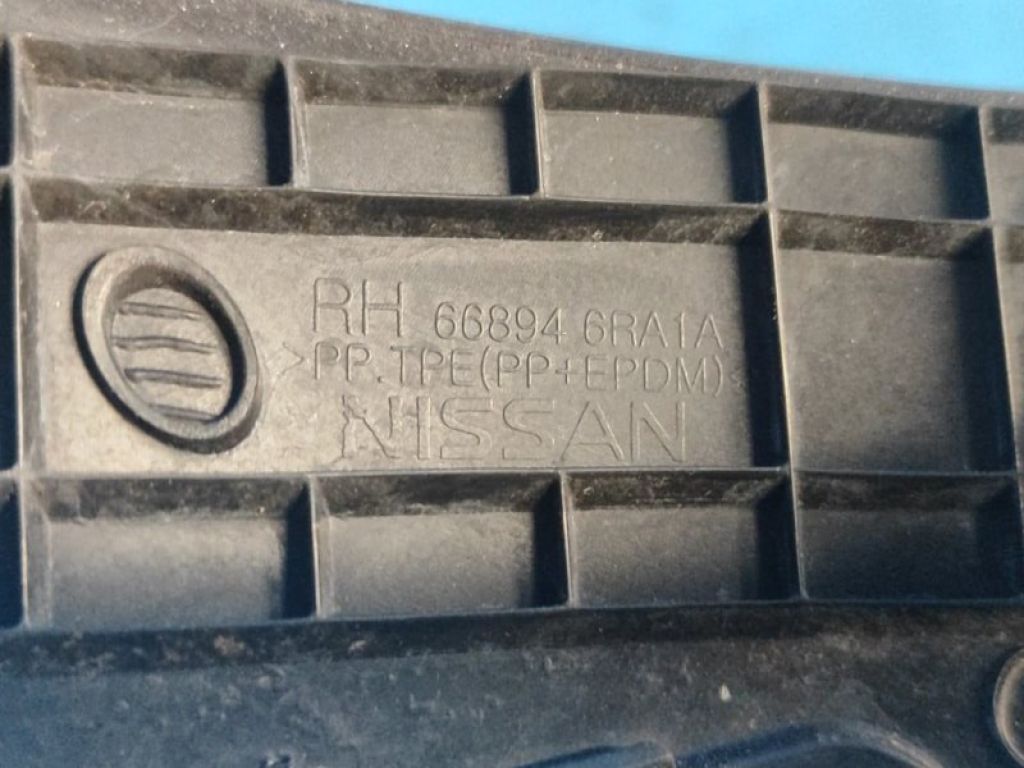 RH 66894 6RA1A
>PP.TPE(PP+EPDM)<
NISSAN